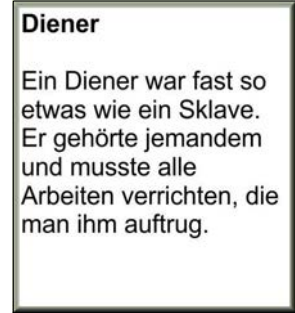 Diener
Ein Diener war fast so
etwas wie ein Sklave.
Er gehörte jemandem
und musste alle
Arbeiten verrichten, die
man ihm auftrug.